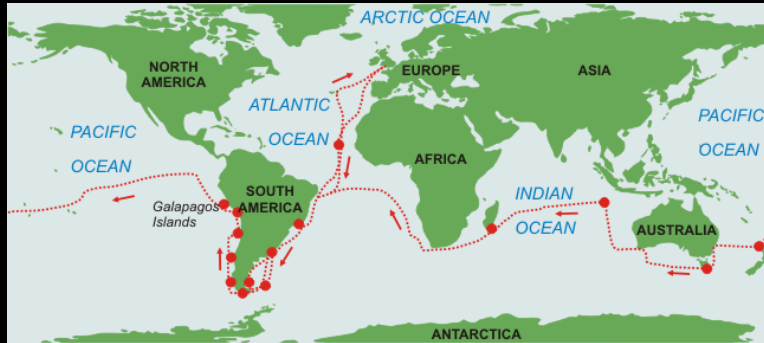 ARCTIC OCEAN
NORTH
AMERICA
EUROPE
ASIA
ATLANTIC
OCEAN
PACIFIC
OCEAN
PACIFIC
OCEAN
AFRICA
SOUTH
AMERICA
Galapagos
Islands
INDIAN
OCEAN
AUSTRALIA
ANTARCTICA